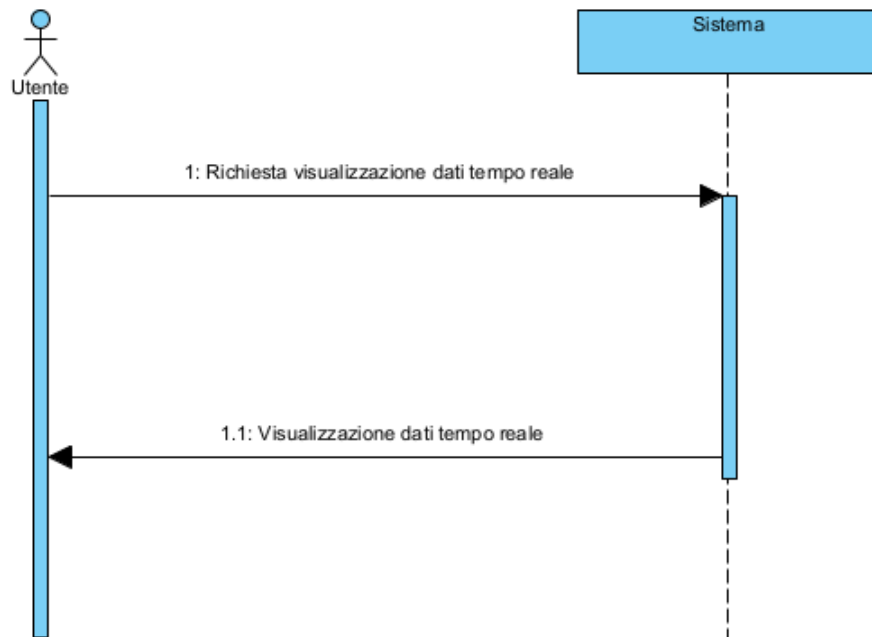 Sistema
Utente
1: Richiesta visualizzazione dati tempo reale
1.1: Visualizzazione dati tempo reale